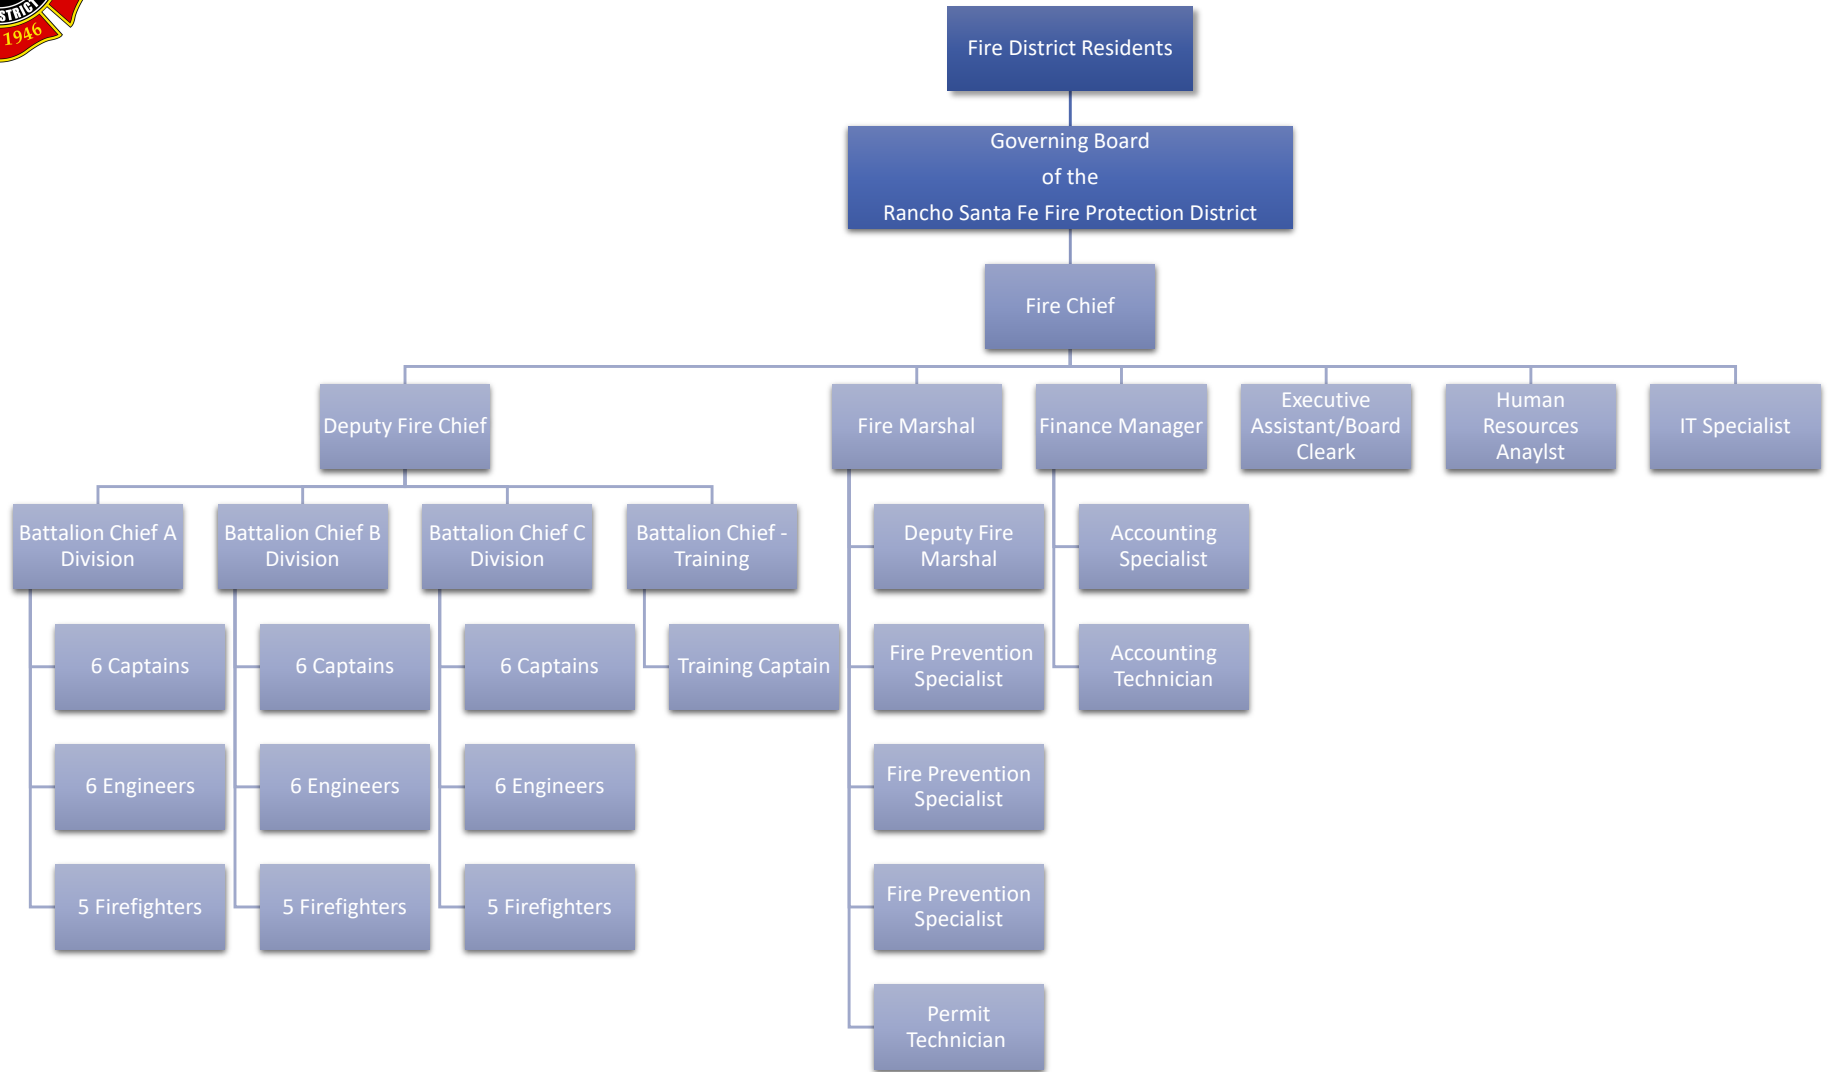 STRICT
1946
Fire District Residents
Governing Board
of the
Rancho Santa Fe Fire Protection District
Fire Chief
Deputy Fire Chief
Fire Marshal
Finance Manager
Executive
Assistant/Board
Cleark
Human
Resources
Anaylst
IT Specialist
Battalion Chief A
Division
Battalion Chief B
Division
Battalion Chief C
Division
Battalion Chief -
Training
Deputy Fire
Marshal
Accounting
Specialist
6 Captains
6 Captains
6 Captains
Training Captain
Fire Prevention
Specialist
Accounting
Technician
6 Engineers
6 Engineers
6 Engineers
Fire Prevention
Specialist
5 Firefighters
5 Firefighters
5 Firefighters
Fire Prevention
Specialist
Permit
Technician